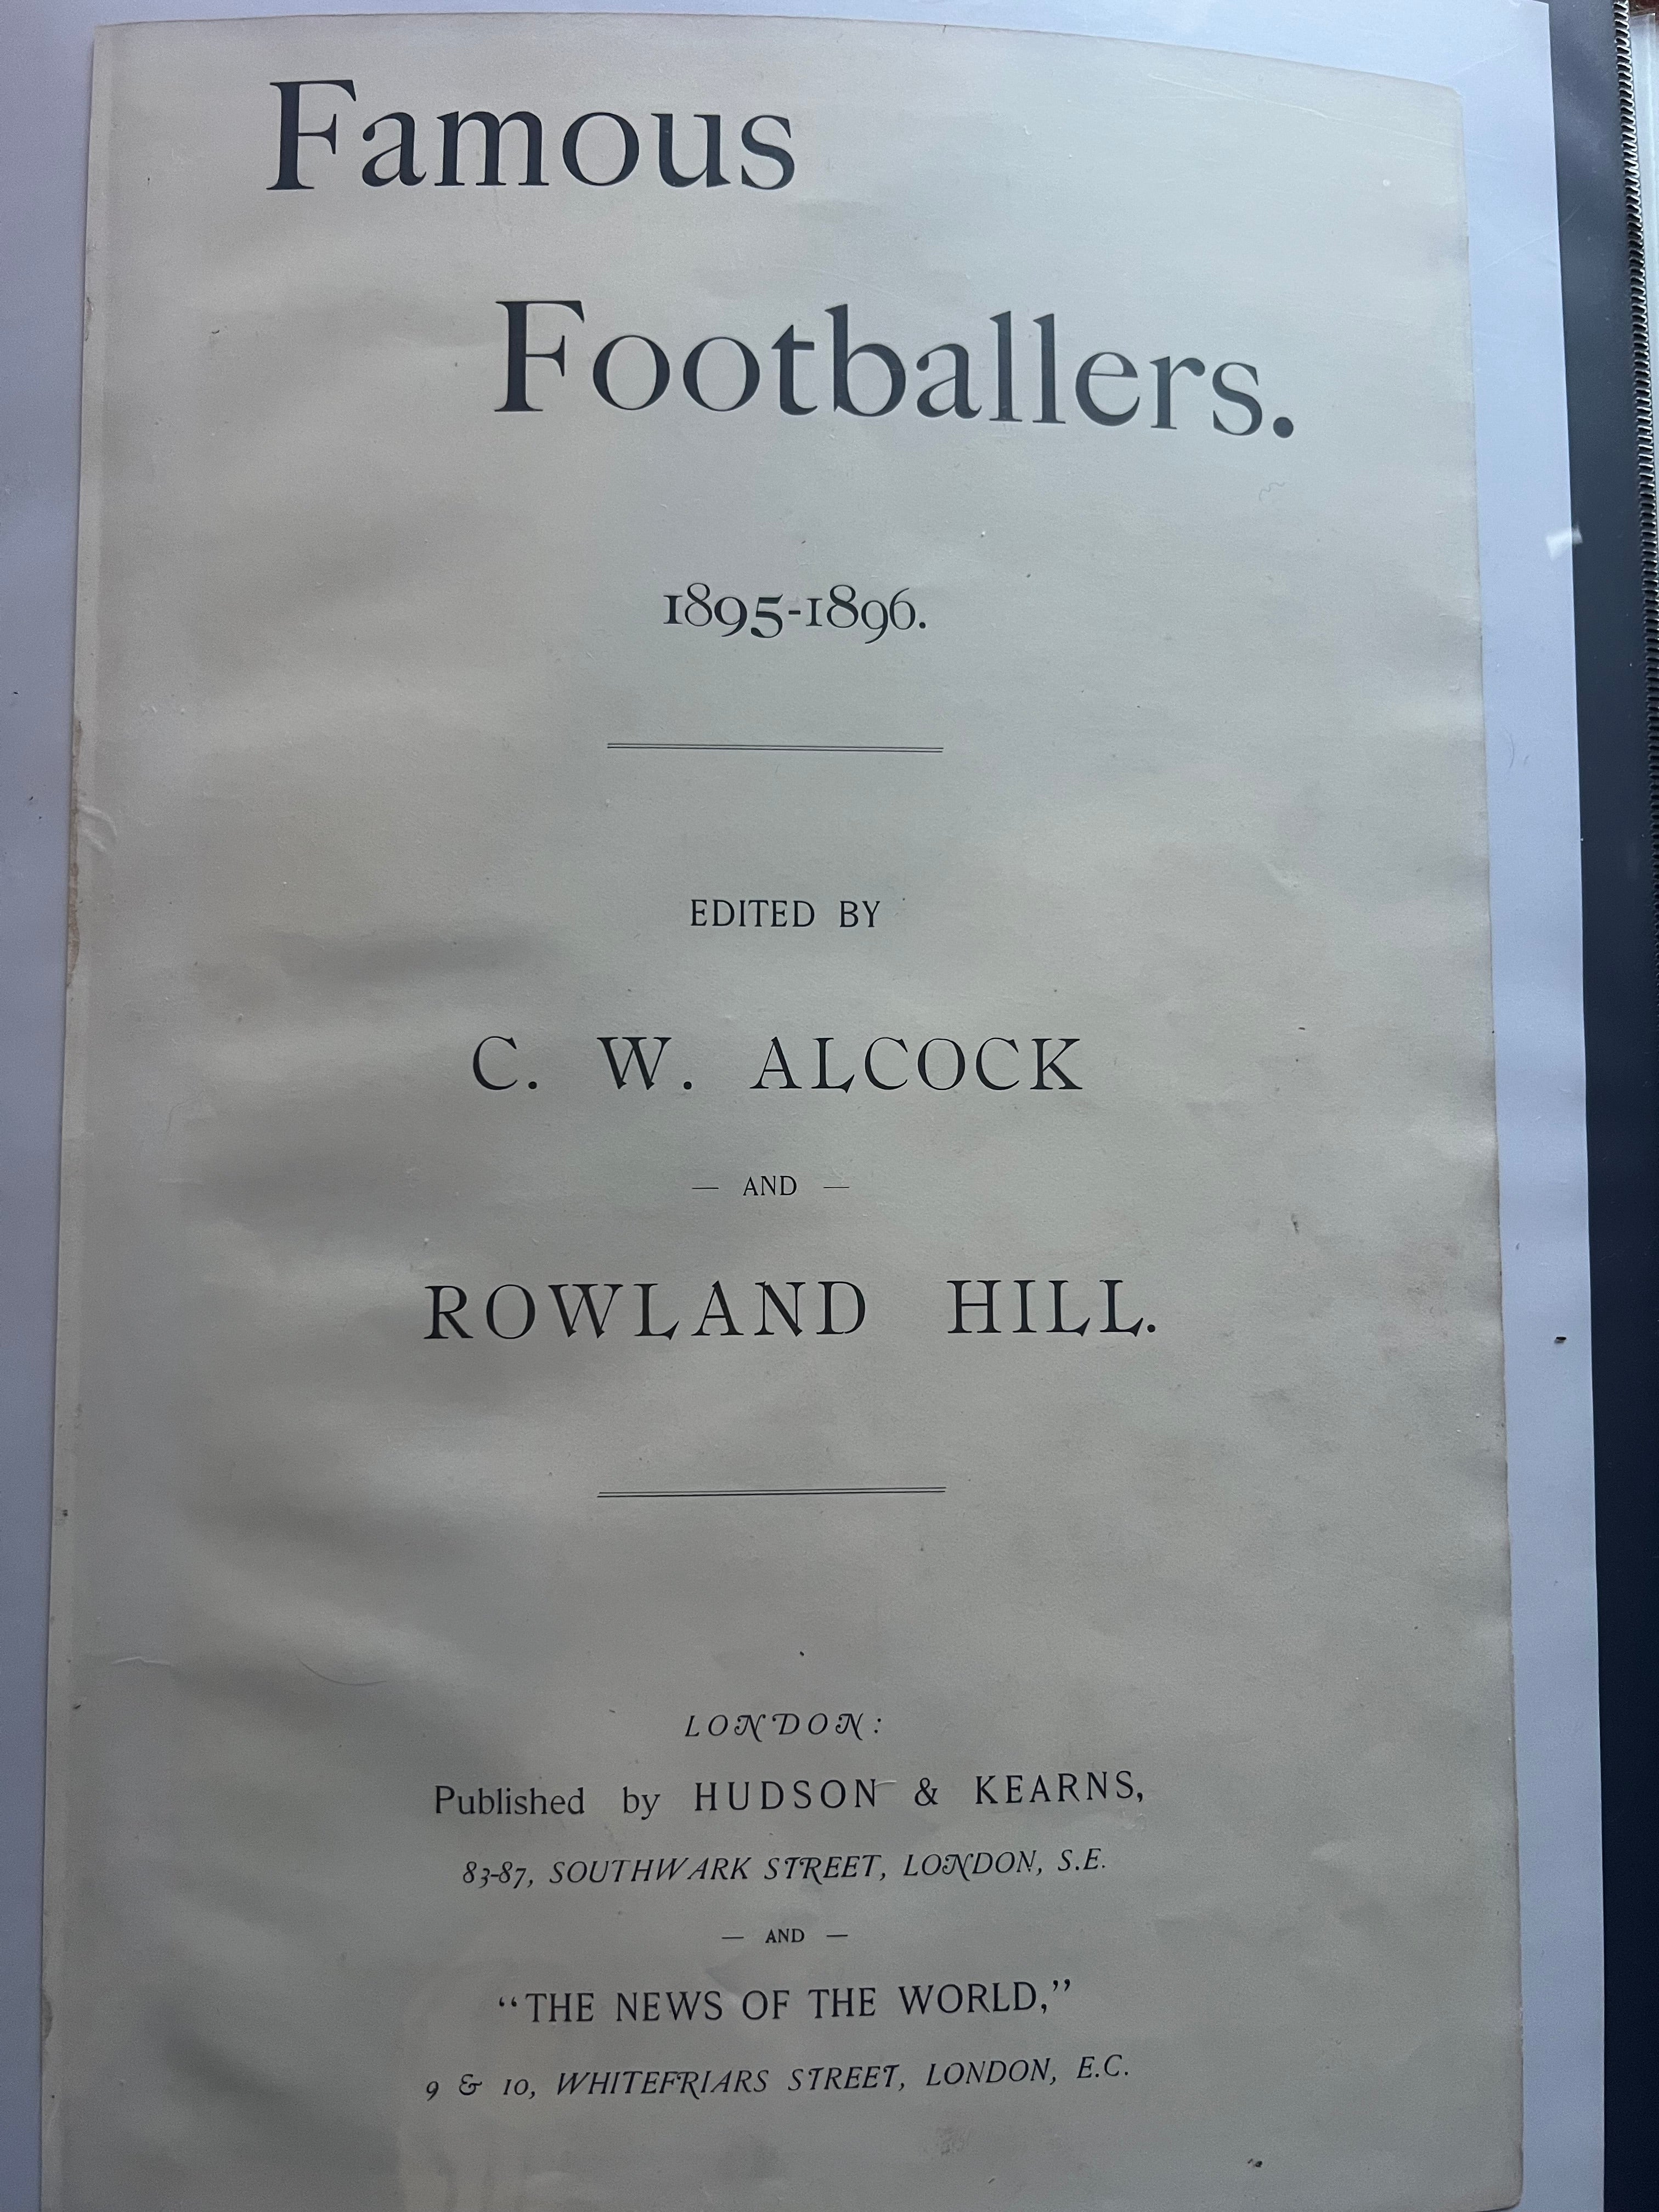 Famous
Footballers.
1895-1896.
EDITED BY
C. W. ALCOCK
— AND —
ROWLAND HILL.
LONDON:
Published by HUDSON & KEARNS,
83-87, SOUTHWARK STREET, LONDON, S.E.
— AND —
“THE NEWS OF THE WORLD,”
9 & 10, WHITEFRIARS STREET, LONDON, E.C.